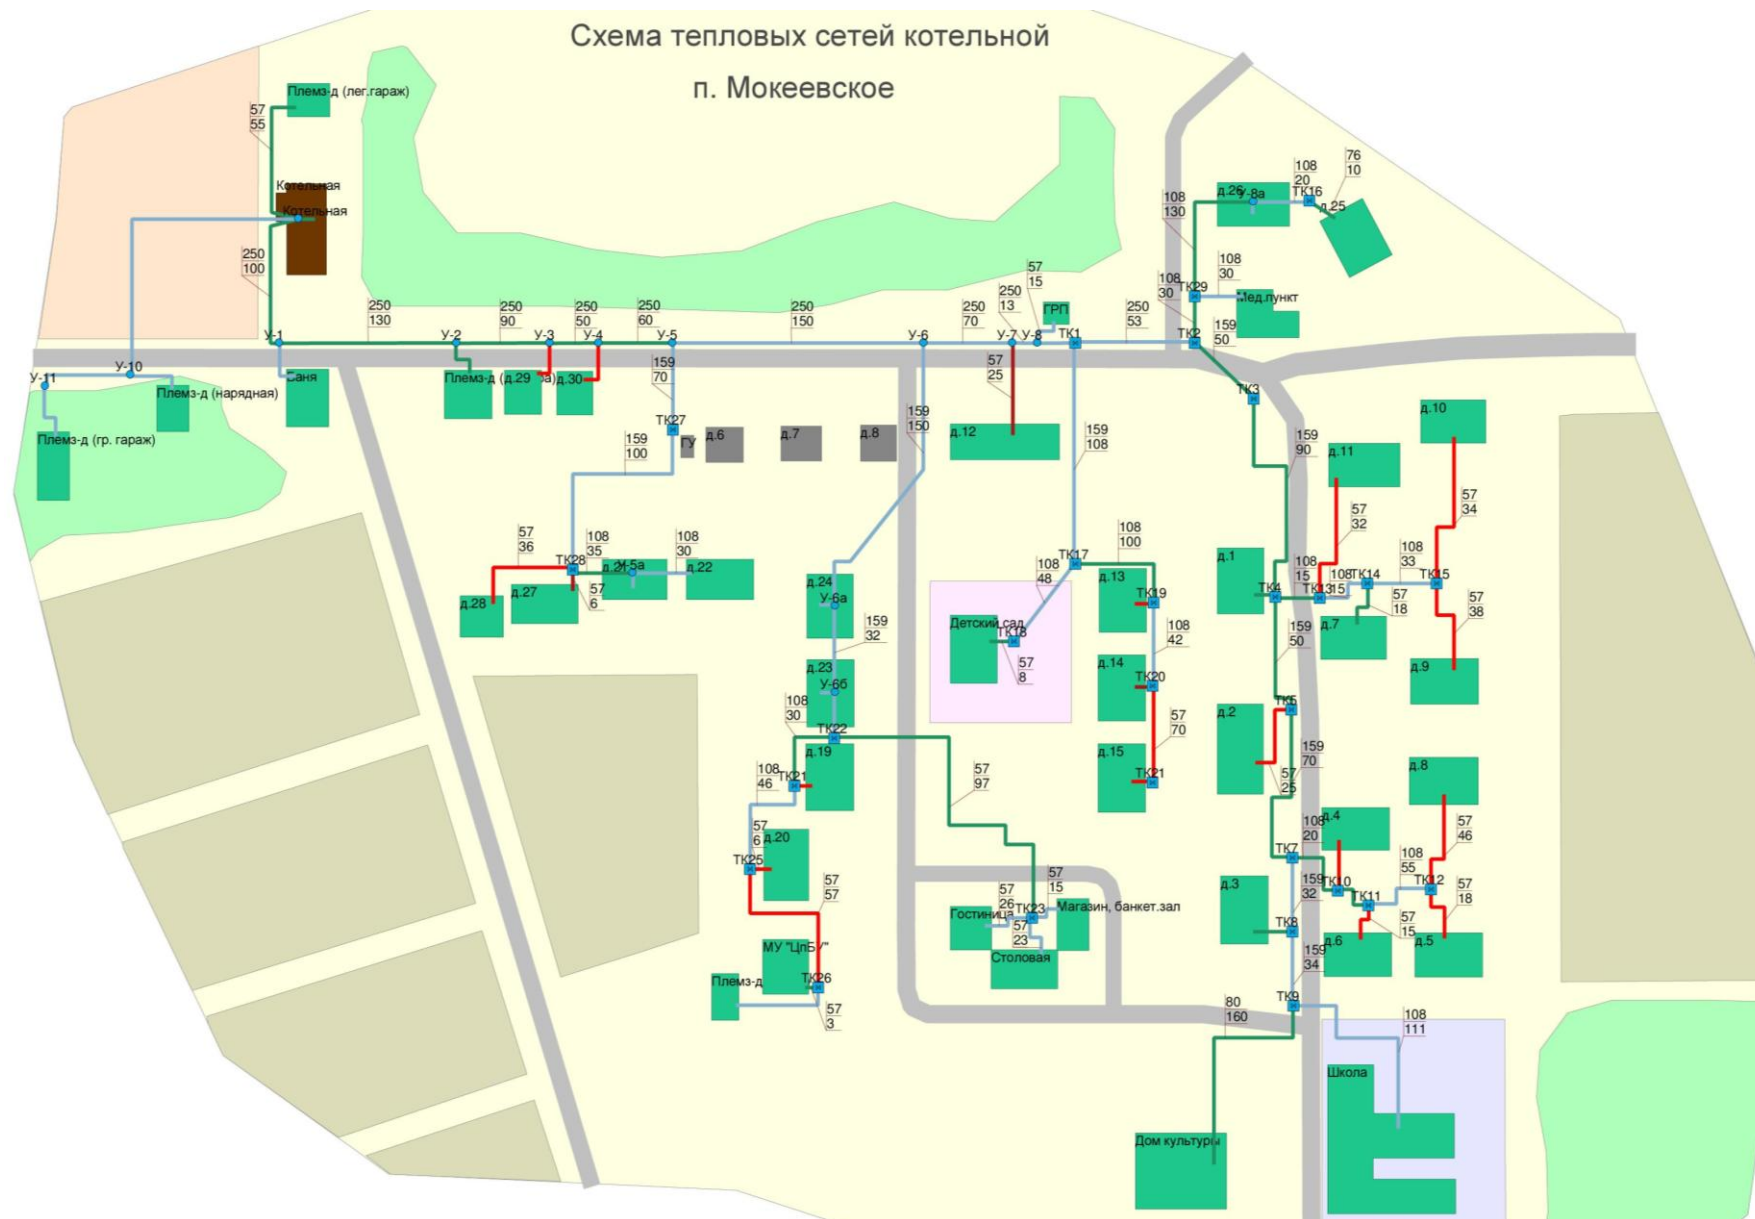 Схема тепловых сетей котельной
п. Мокеевское
Племз-д (лег.гараж)
57
55
Котельная
Котельная
250
100
76
10
108
20
ТК16
д.26
У-8а
д.25
108
130
108
30
ТК29
Мед.пункт
108
30
57
15
ГРП
250
13
250
130
250
90
250
50
250
60
250
150
250
70
250
53
159
50
У-1
У-2
У-3
У-4
У-5
У-6
У-7
У-8
ТК1
ТК2
У-11
У-10
Баня
Племз-д (нарядная)
Племз-д (гр. гараж)
д.29
д.30
159
70
57
25
ТК3
ТК27
ГУ
д.6
д.7
д.8
159
150
д.12
159
108
159
90
д.10
д.11
159
100
57
34
57
32
57
36
108
35
108
30
ТК28
У-5а
д.22
д.28
д.27
57
6
108
100
ТК17
108
48
д.24
У-6а
д.13
ТК19
д.1
108
15
ТК4
ТК13
108
15
ТК14
108
33
ТК15
57
18
д.7
57
38
д.9
Детский сад
ТК18
57
8
159
32
108
42
159
50
д.23
У-6б
д.14
ТК20
108
30
ТК22
д.2
ТК5
57
70
д.19
ТК21
108
46
57
97
д.15
ТК21
159
70
57
25
д.8
57
6
д.20
ТК25
108
20
д.4
57
46
ТК7
108
55
ТК10
ТК11
ТК12
57
57
57
15
57
26
Гостиница
ТК23
Магазин, банкет.зал
57
23
Столовая
д.3
159
32
ТК8
57
18
57
15
д.6
д.5
МУ "ЦпБУ"
Племз-д
ТК26
57
3
159
34
ТК9
80
160
108
111
Школа
Дом культуры